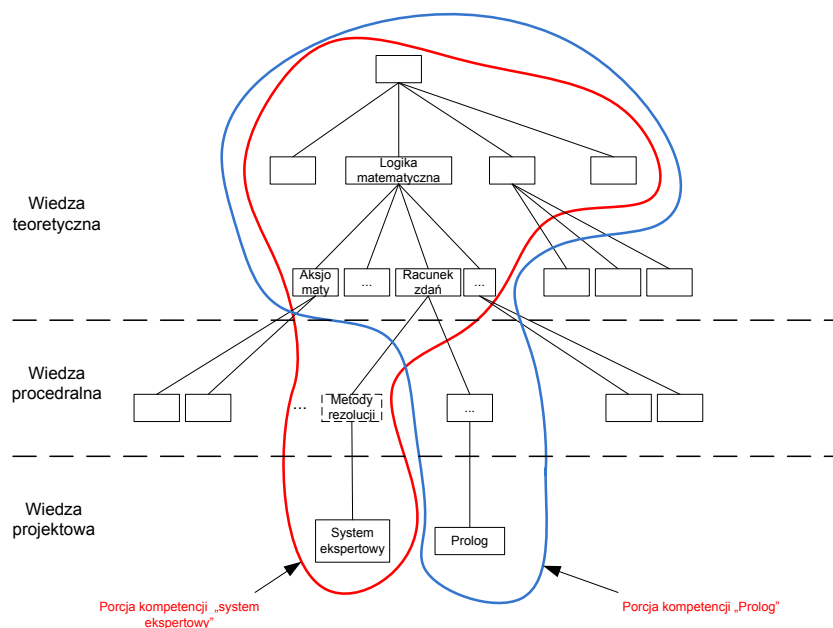 Logika
matematyczna
Wiedza
teoretyczna
Aksjo
maty
...
Racunek
zdań
...
Wiedza
procedralna
...
Metody
rezolucji
...
Wiedza
projektowa
System
ekspertowy
Prolog
Porcja kompetencji „system
ekspertowy”
Porcja kompetencji „Prolog”